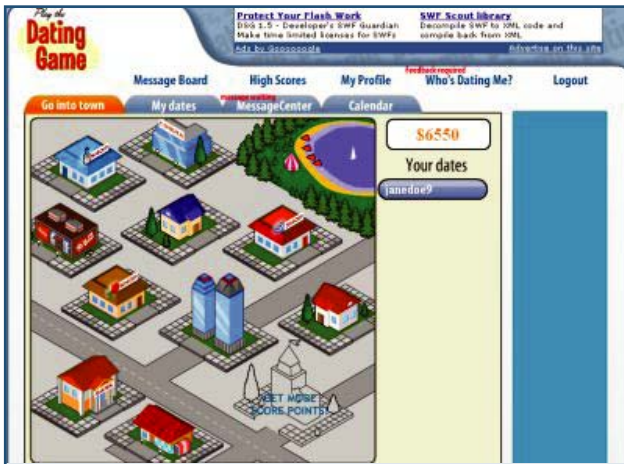 Play the
Dating
Game
Protect Your Flash Work
DSG 1.5 - Developer's SWF Guardian
Make time limited licenses for SWFs
SWF Scout library
Decompile SWF to XML code and
compile back from XML
Ads by Goooooogle
Advertise on this site
Feedback required
Message Board
High Scores
My Profile
Who's Dating Me?
Logout
message waiting
Go into town
My dates
MessageCenter
Calendar
$6550
Your dates
janedoe9
GET MORE
SCORE POINTS!